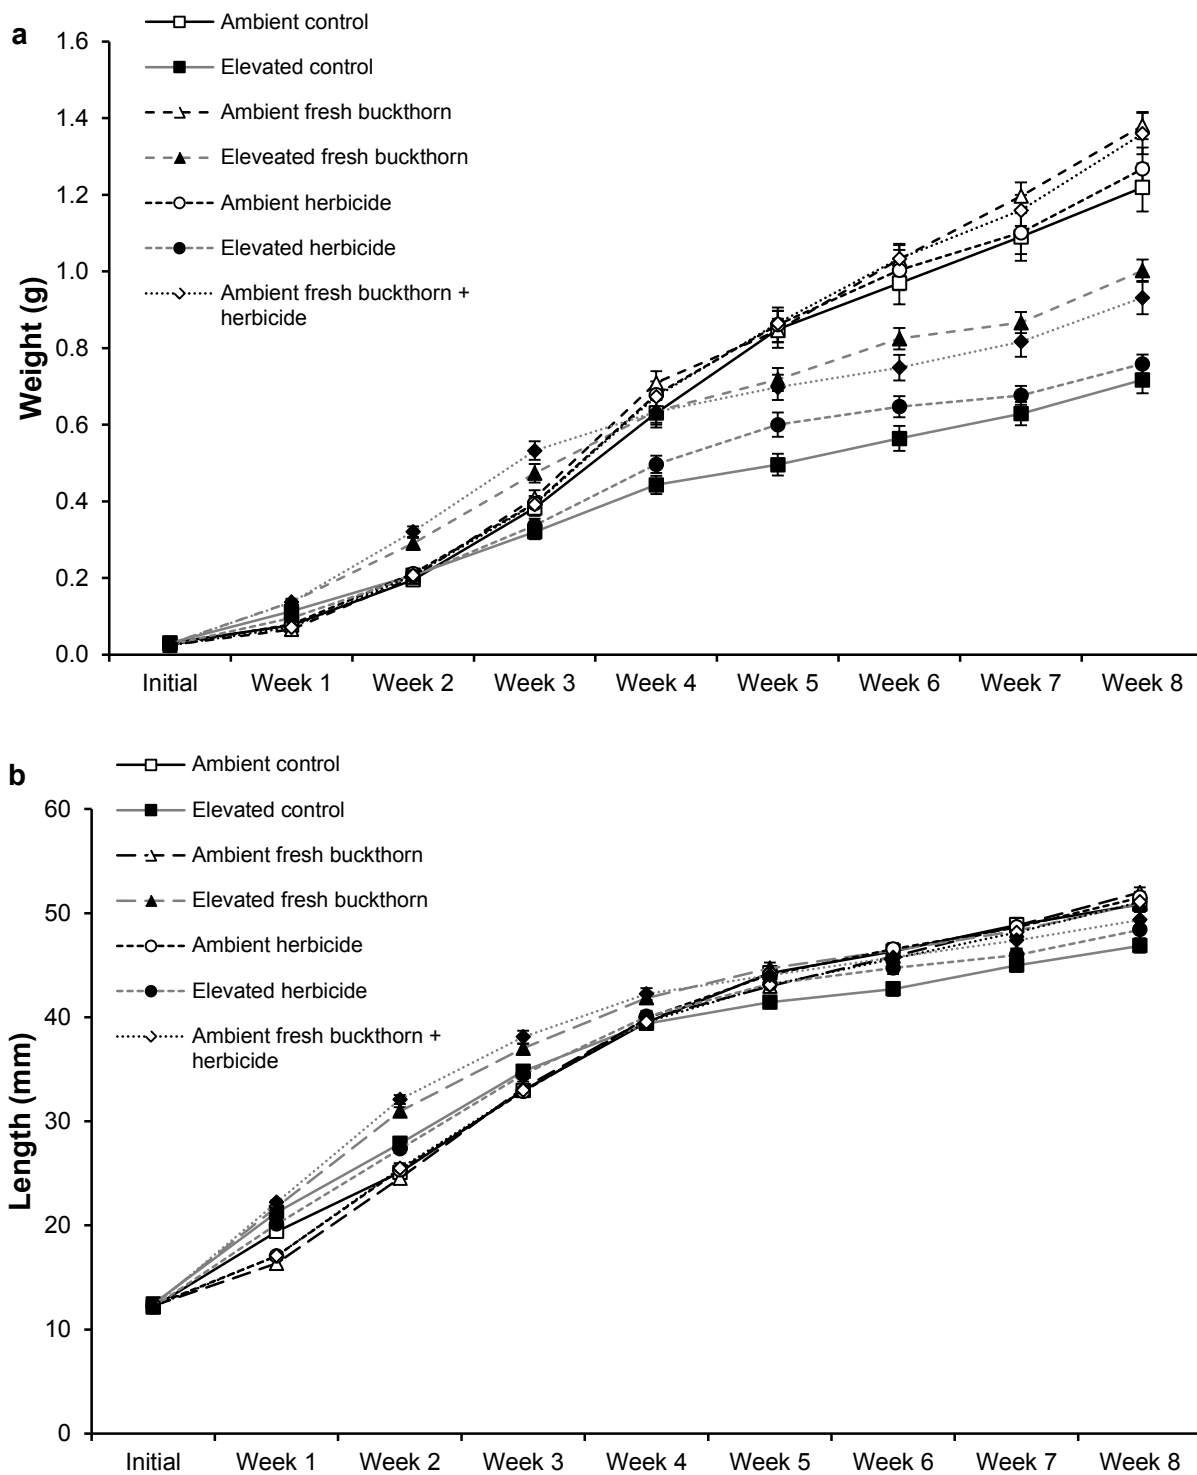 a
Ambient control
Elevated control
Ambient fresh buckthorn
Eleveated fresh buckthorn
Ambient herbicide
Elevated herbicide
Ambient fresh buckthorn +
herbicide
Weight (g)
1.6
1.4
1.2
1.0
0.8
0.6
0.4
0.2
0.0
Initial Week 1 Week 2 Week 3 Week 4 Week 5 Week 6 Week 7 Week 8
b
Ambient control
Elevated control
Ambient fresh buckthorn
Elevated fresh buckthorn
Ambient herbicide
Elevated herbicide
Ambient fresh buckthorn +
herbicide
Length (mm)
60
50
40
30
20
10
0
Initial Week 1 Week 2 Week 3 Week 4 Week 5 Week 6 Week 7 Week 8